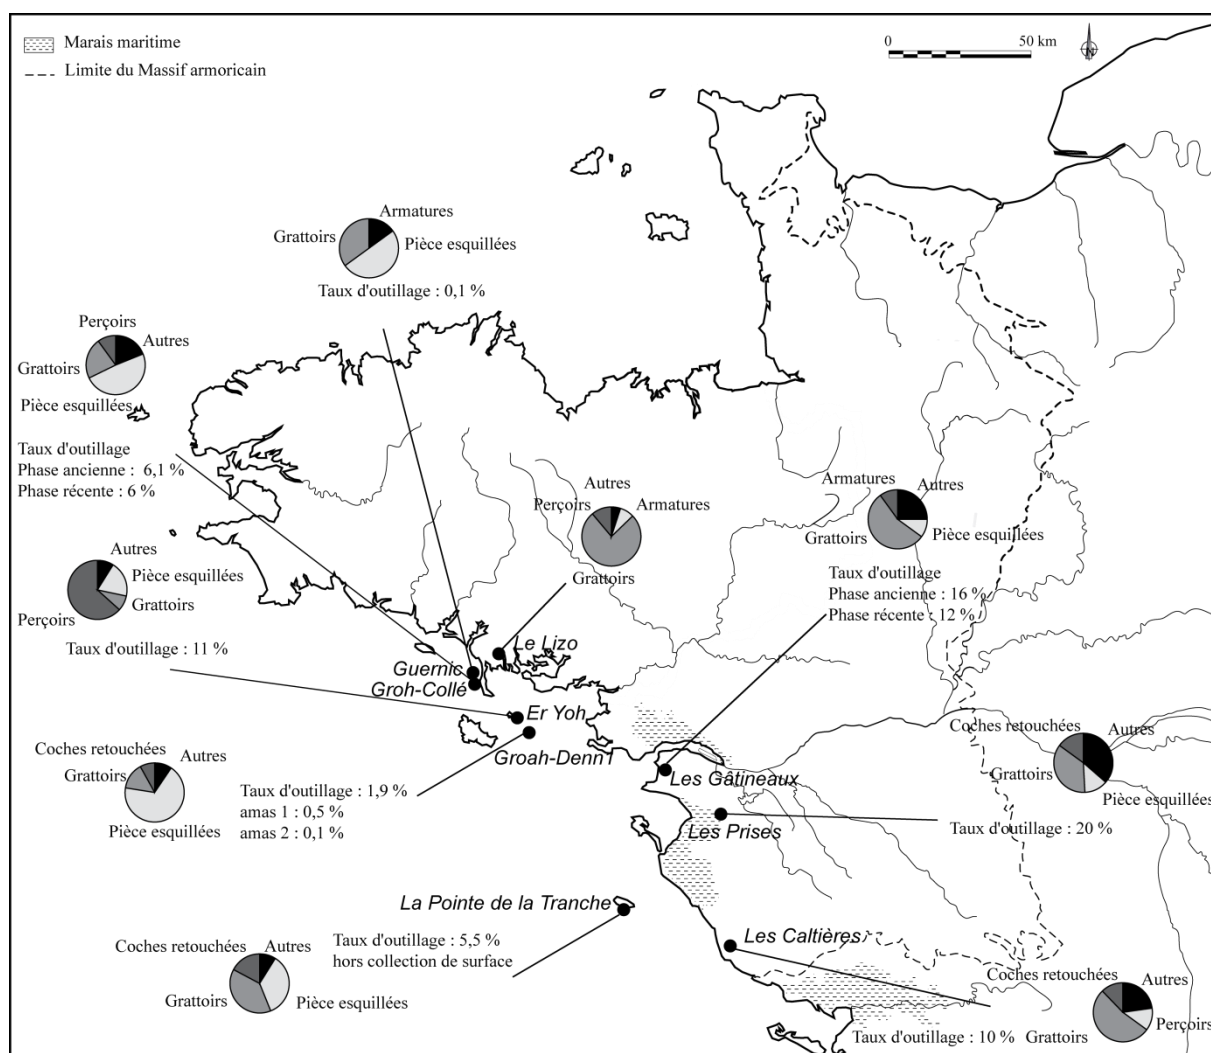 Marais maritime
Limite du Massif armoricain
0 50 km
N
Armatures
Grattoirs
Pièce esquillées
Taux d'outillage : 0,1 %
Perçoirs
Autres
Grattoirs
Pièce esquillées
Taux d'outillage
Phase ancienne : 6,1 %
Phase récente : 6 %
Autres
Perçoirs
Armatures
Grattoirs
Armatures
Autres
Grattoirs
Pièce esquillées
Taux d'outillage
Phase ancienne : 16 %
Phase récente : 12 %
Autres
Pièce esquillées
Grattoirs
Perçoirs
Taux d'outillage : 11 %
Le Lizo
Guernic
Groh-Collé
Er Yoh
Groah-Denn1
Les Gâtineaux
Les Prises
Coches retouchées
Autres
Grattoirs
Pièce esquillées
Taux d'outillage : 20 %
Coches retouchées
Autres
Grattoirs
Pièce esquillées
Taux d'outillage : 1,9 %
amas 1 : 0,5 %
amas 2 : 0,1 %
La Pointe de la Tranche
Les Caltières
Coches retouchées
Autres
Grattoirs
Pièce esquillées
Taux d'outillage : 5,5 %
hors collection de surface
Coches retouchées
Autres
Grattoirs
Perçoirs
Taux d'outillage : 10 %